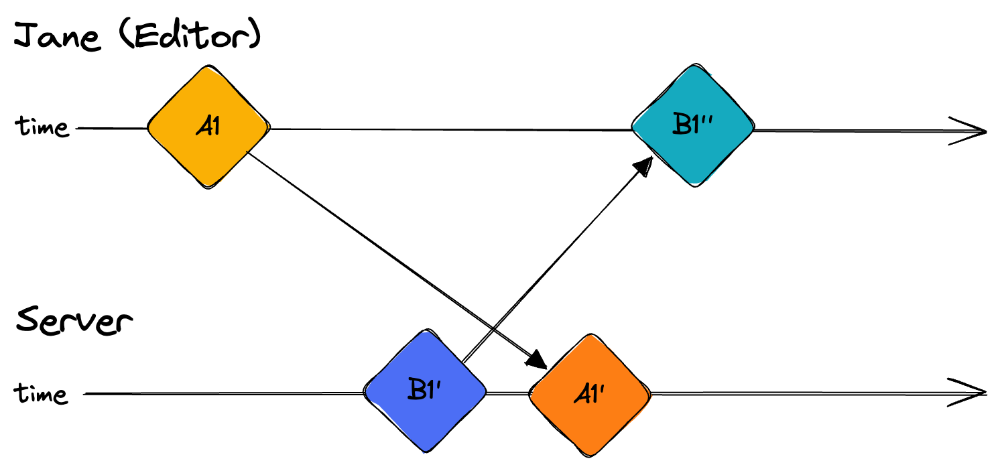 Jane (Editor)
time
A1
B1''
Server
time
B1'
A1'